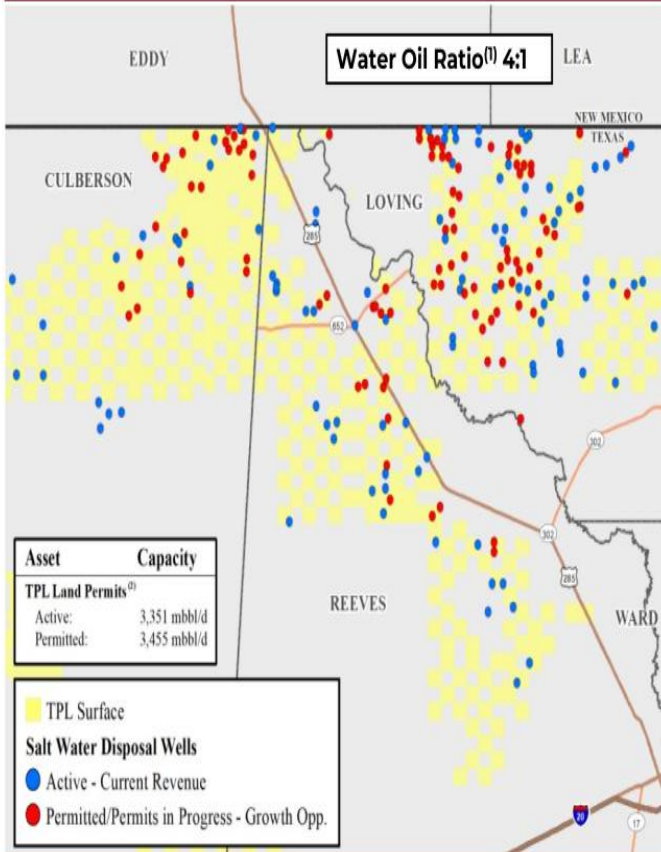 EDDY
Water Oil Ratio(1) 4:1
LEA
NEW MEXICO
TEXAS
CULBERSON
LOVING
285
652
302
302
285
REEVES
WARD
Asset Capacity
TPL Land Permits(2)
Active: 3,351 mbbl/d
Permitted: 3,455 mbbl/d
TPL Surface
Salt Water Disposal Wells
Active - Current Revenue
Permitted/Permits in Progress - Growth Opp.
20
17